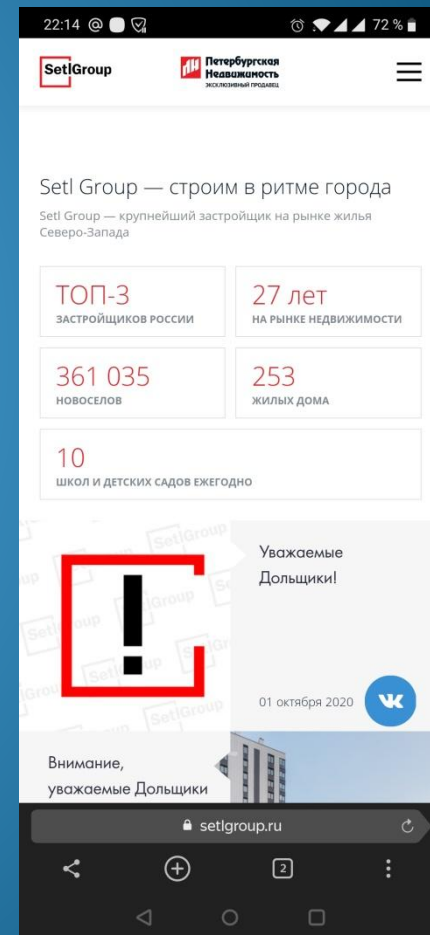 22:14 @ 72 %
SetlGroup
Петербургская
Недвижимость
ЭКСКЛЮЗИВНЫЙ ПРОДАВЕЦ
Setl Group — строим в ритме города
Setl Group — крупнейший застройщик на рынке жилья
Северо-Запада
ТОП-3
ЗАСТРОЙЩИКОВ РОССИИ
27 лет
НА РЫНКЕ НЕДВИЖИМОСТИ
361 035
НОВОСЕЛОВ
253
ЖИЛЫХ ДОМА
10
ШКОЛ И ДЕТСКИХ САДОВ ЕЖЕГОДНО
!
SetlGroup
Уважаемые
Дольщики!
01 октября 2020
Внимание,
уважаемые Дольщики
setlgroup.ru
2